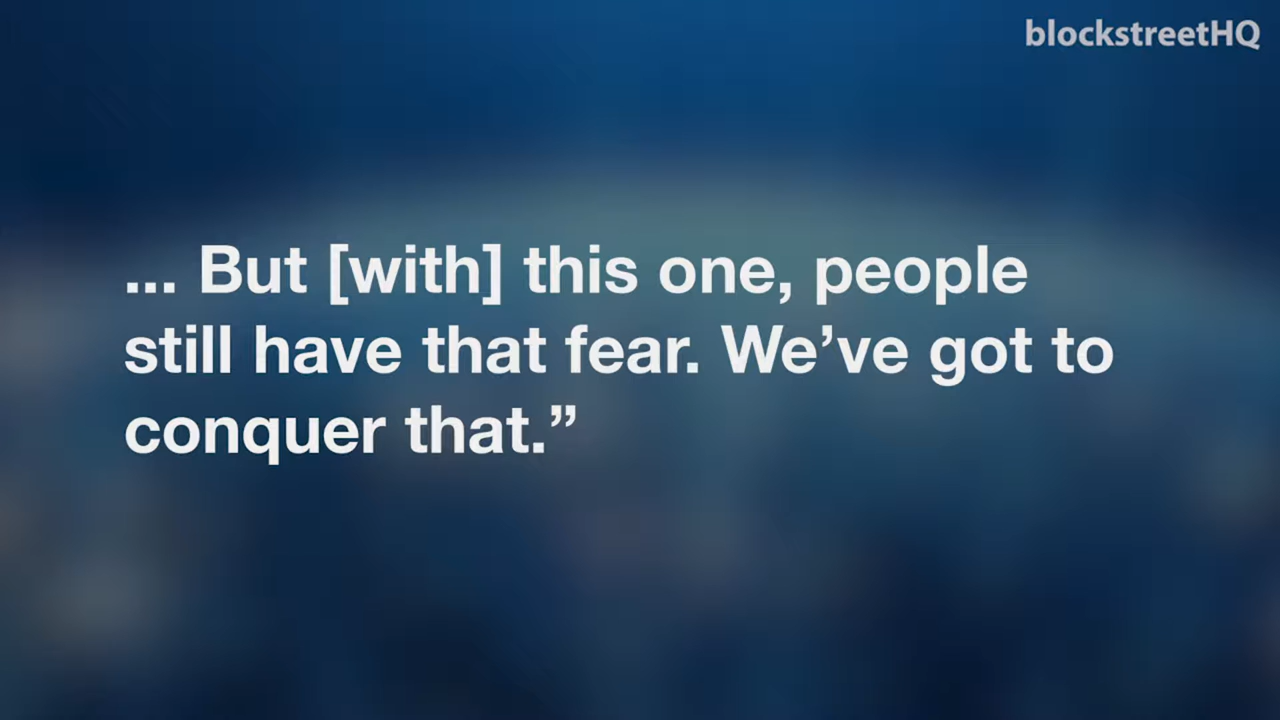 blockstreetHQ
... But [with] this one, people
still have that fear. We’ve got to
conquer that.”